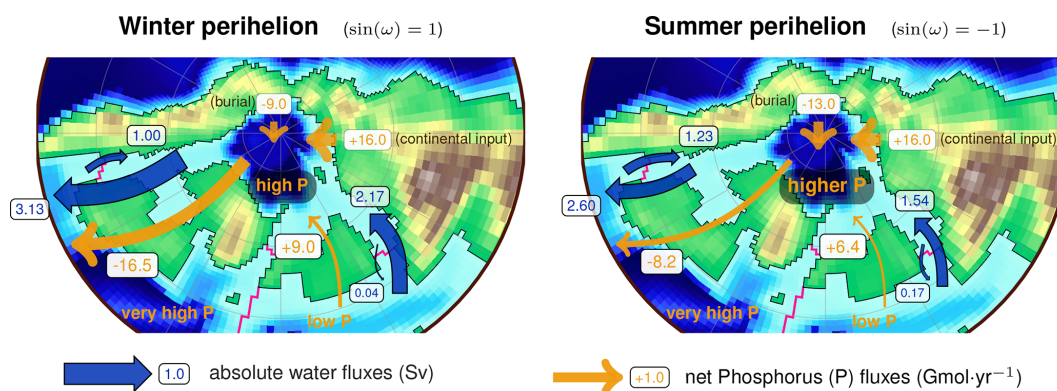 Winter perihelion (sin(ω) = 1)
(burial)
-9.0
1.00
+16.0 (continental input)
high P
2.17
3.13
+9.0
-16.5
0.04
very high P
low P
Summer perihelion (sin(ω) = −1)
(burial)
-13.0
1.23
+16.0 (continental input)
higher P
1.54
2.60
+6.4
-8.2
0.17
very high P
low P
1.0 absolute water fluxes (Sv)
+1.0 net Phosphorus (P) fluxes (Gmol·yr⁻¹)